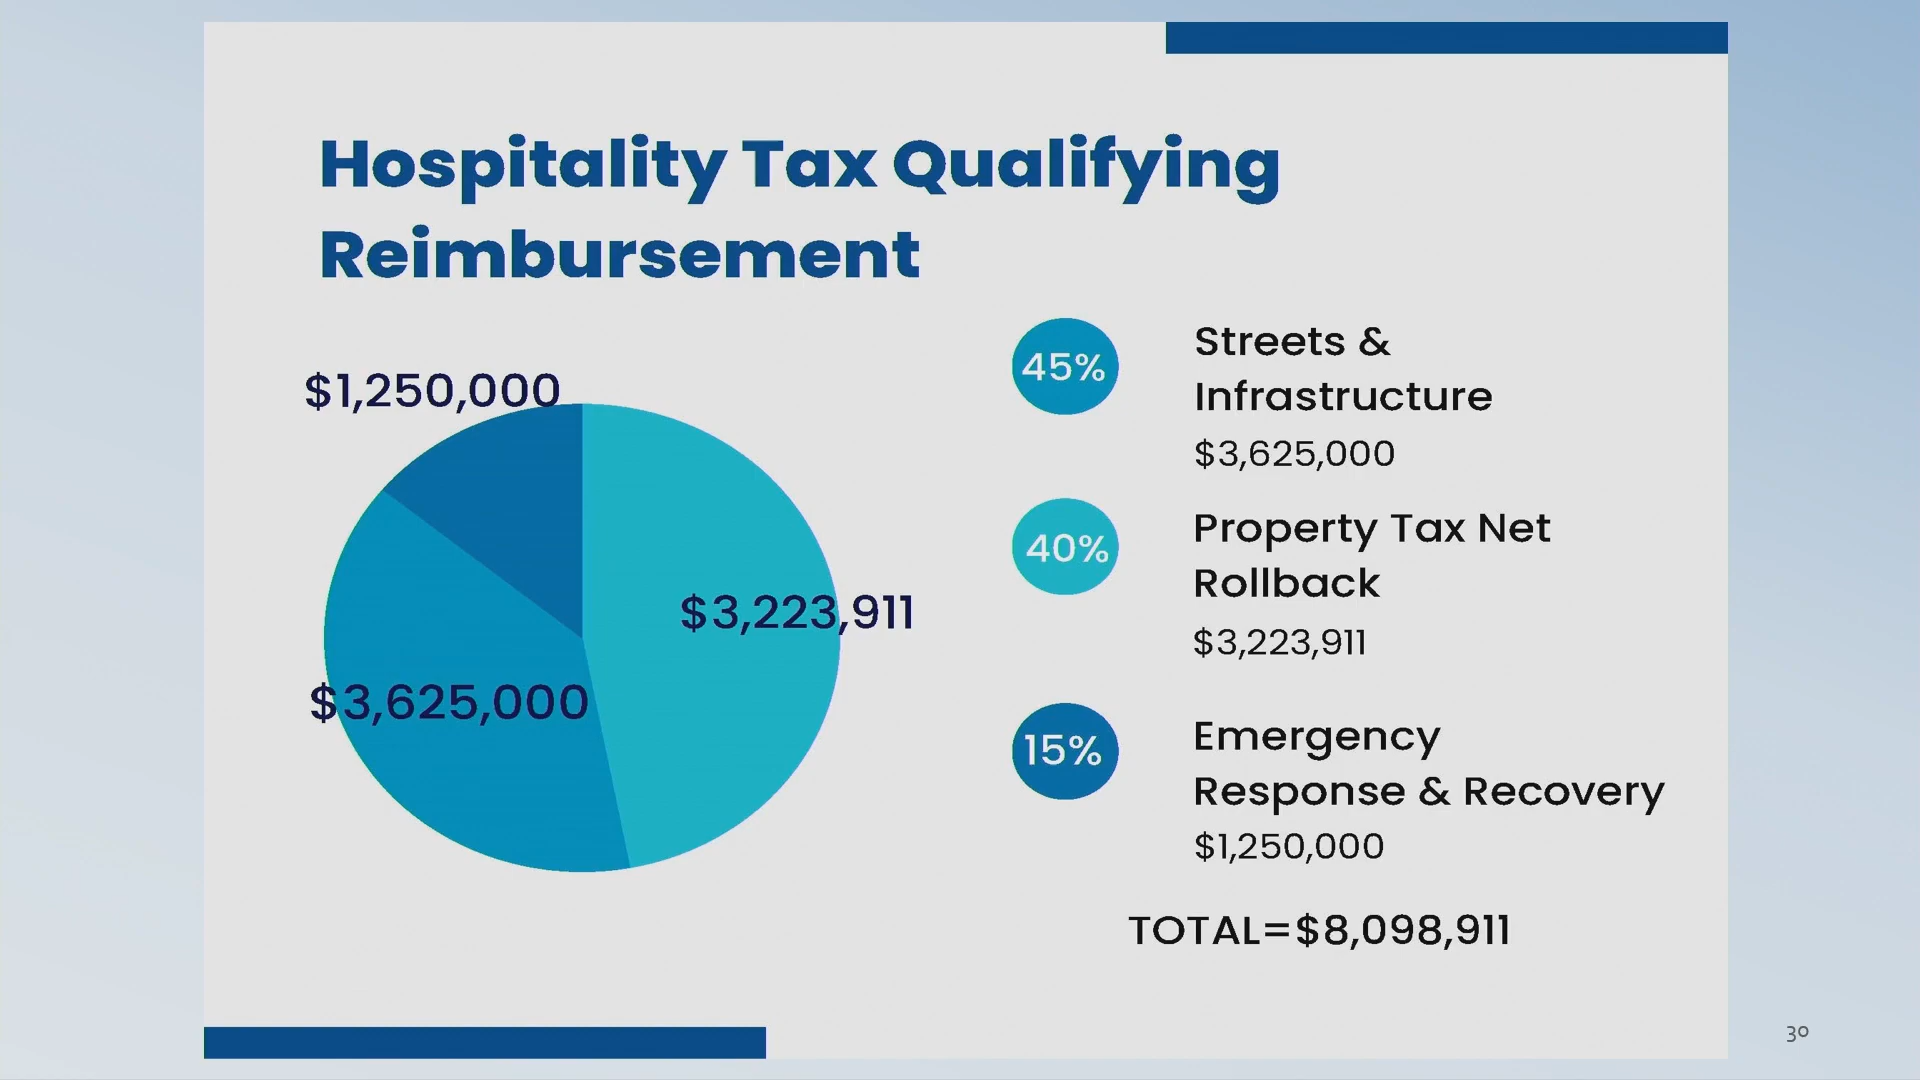 Hospitality Tax Qualifying
Reimbursement
$1,250,000
$3,223,911
$3,625,000
45%
Streets &
Infrastructure
$3,625,000
40%
Property Tax Net
Rollback
$3,223,911
15%
Emergency
Response & Recovery
$1,250,000
TOTAL=$8,098,911
30